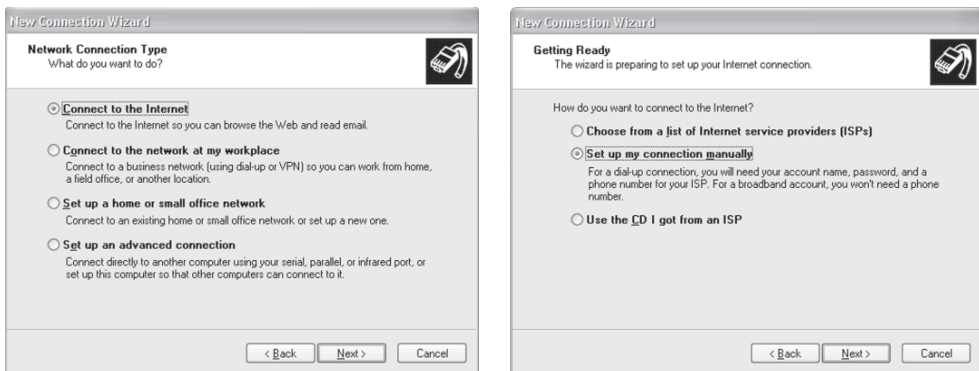 New Connection Wizard
Network Connection Type
What do you want to do?
Connect to the Internet
Connect to the Internet so you can browse the Web and read email.
Connect to the network at my workplace
Connect to a business network (using dial-up or VPN) so you can work from home,
a field office, or another location.
Set up a home or small office network
Connect to an existing home or small office network or set up a new one.
Set up an advanced connection
Connect directly to another computer using your serial, parallel, or infrared port, or
set up this computer so that other computers can connect to it.
< Back Next > Cancel
New Connection Wizard
Getting Ready
The wizard is preparing to set up your Internet connection.
How do you want to connect to the Internet?
Choose from a list of Internet service providers (ISPs)
Set up my connection manually
For a dial-up connection, you will need your account name, password, and a
phone number for your ISP. For a broadband account, you won't need a phone
number.
Use the CD I got from an ISP
< Back Next > Cancel